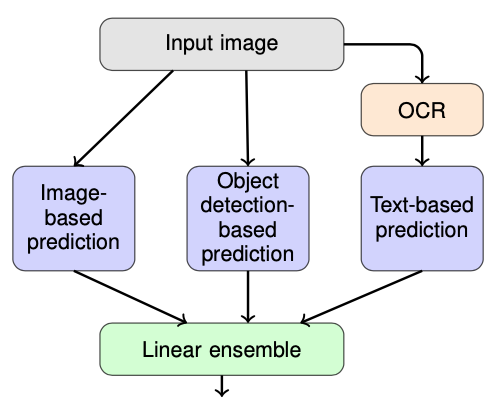 Input image
OCR
Image-
based
prediction
Object
detection-
based
prediction
Text-based
prediction
Linear ensemble